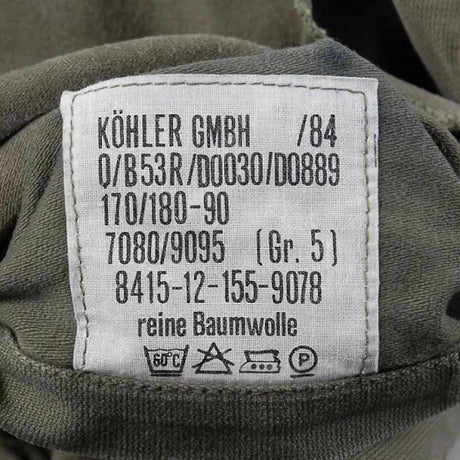 KÖHLER GMBH /84
Q/B53R/D0030/D0889
170/180-90
7080/9095 (Gr. 5)
8415-12-155-9078
reine Baumwolle
60°C P